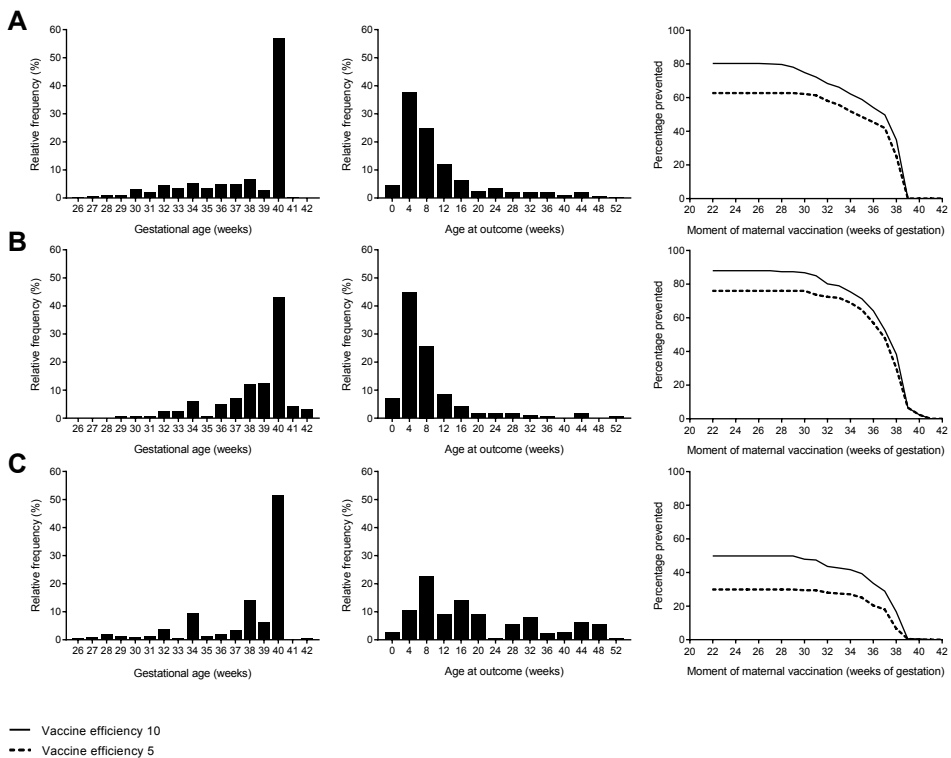 A
Relative frequency (%)
60
50
40
30
20
10
0
26 27 28 29 30 31 32 33 34 35 36 37 38 39 40 41 42
Gestational age (weeks)
Relative frequency (%)
60
50
40
30
20
10
0
0 4 8 12 16 20 24 28 32 36 40 44 48 52
Age at outcome (weeks)
Percentage prevented
100
80
60
40
20
0
20 22 24 26 28 30 32 34 36 38 40 42
Moment of maternal vaccination (weeks of gestation)
B
Relative frequency (%)
60
50
40
30
20
10
0
26 27 28 29 30 31 32 33 34 35 36 37 38 39 40 41 42
Gestational age (weeks)
Relative frequency (%)
60
50
40
30
20
10
0
0 4 8 12 16 20 24 28 32 36 40 44 48 52
Age at outcome (weeks)
Percentage prevented
100
80
60
40
20
0
20 22 24 26 28 30 32 34 36 38 40 42
Moment of maternal vaccination (weeks of gestation)
C
Relative frequency (%)
60
50
40
30
20
10
0
26 27 28 29 30 31 32 33 34 35 36 37 38 39 40 41 42
Gestational age (weeks)
Relative frequency (%)
60
50
40
30
20
10
0
0 4 8 12 16 20 24 28 32 36 40 44 48 52
Age at outcome (weeks)
Percentage prevented
100
80
60
40
20
0
20 22 24 26 28 30 32 34 36 38 40 42
Moment of maternal vaccination (weeks of gestation)
Vaccine efficiency 10
Vaccine efficiency 5